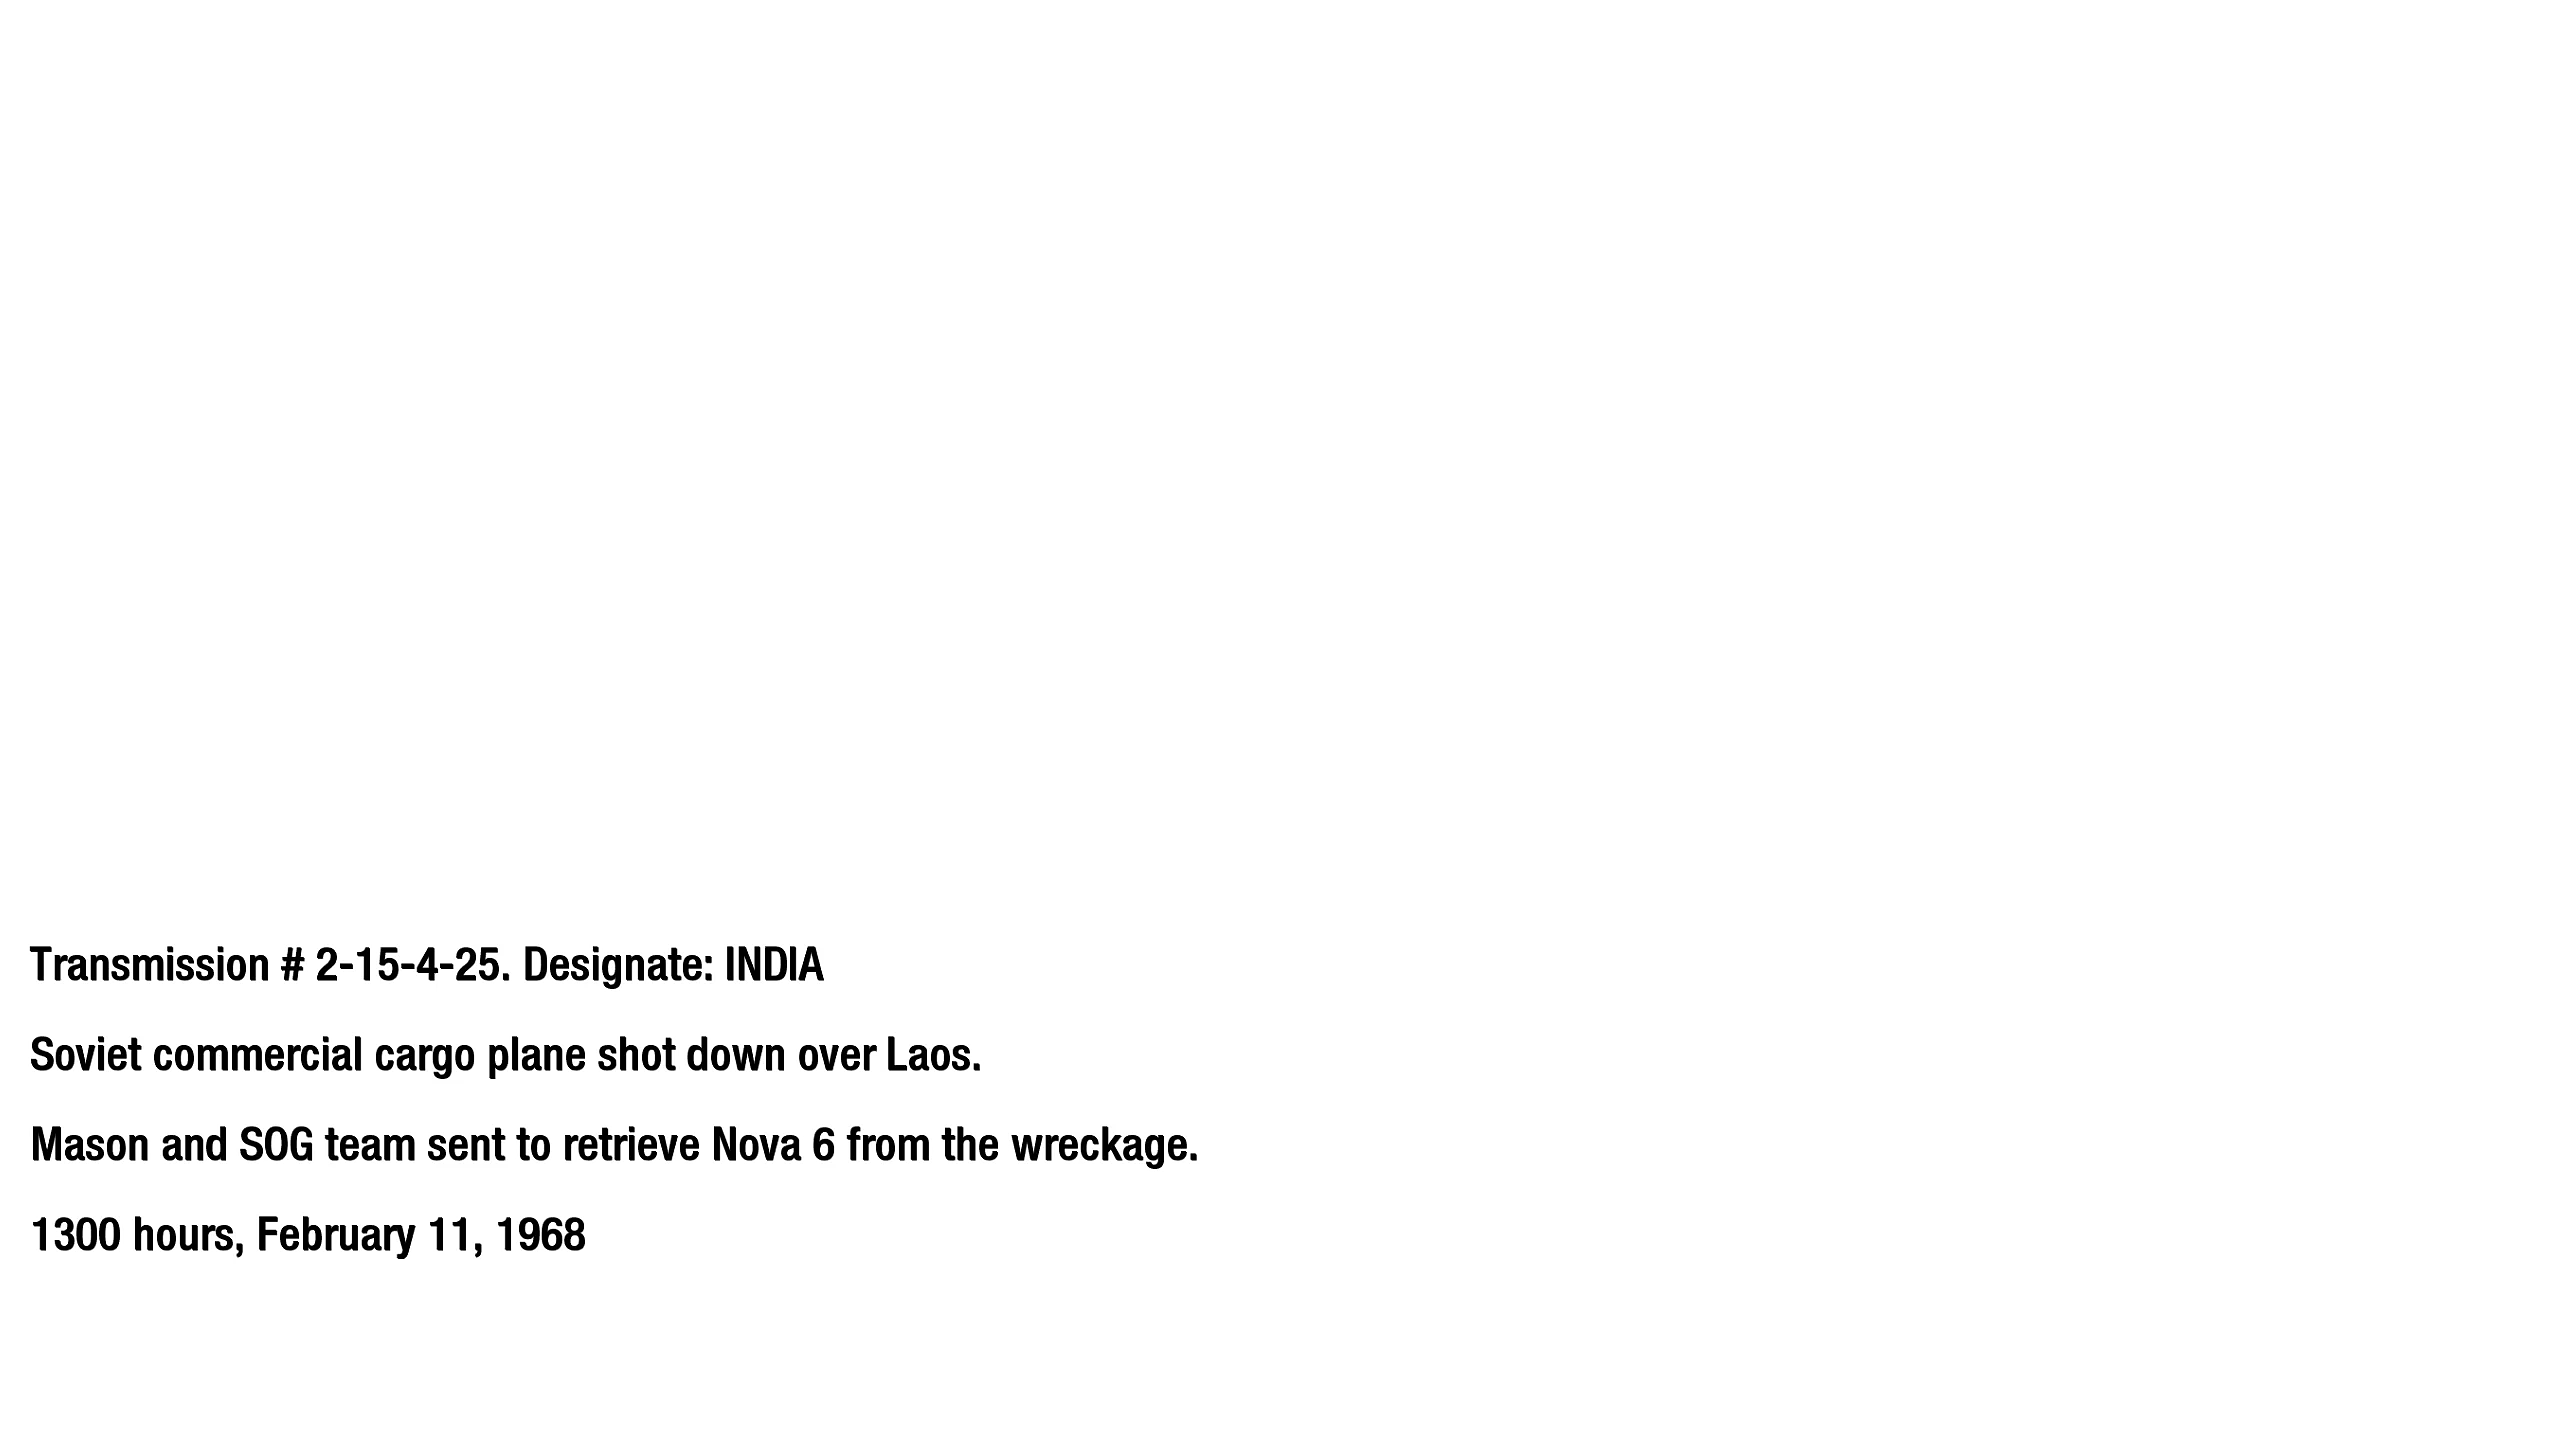 Transmission # 2-15-4-25. Designate: INDIA
Soviet commercial cargo plane shot down over Laos.
Mason and SOG team sent to retrieve Nova 6 from the wreckage.
1300 hours, February 11, 1968